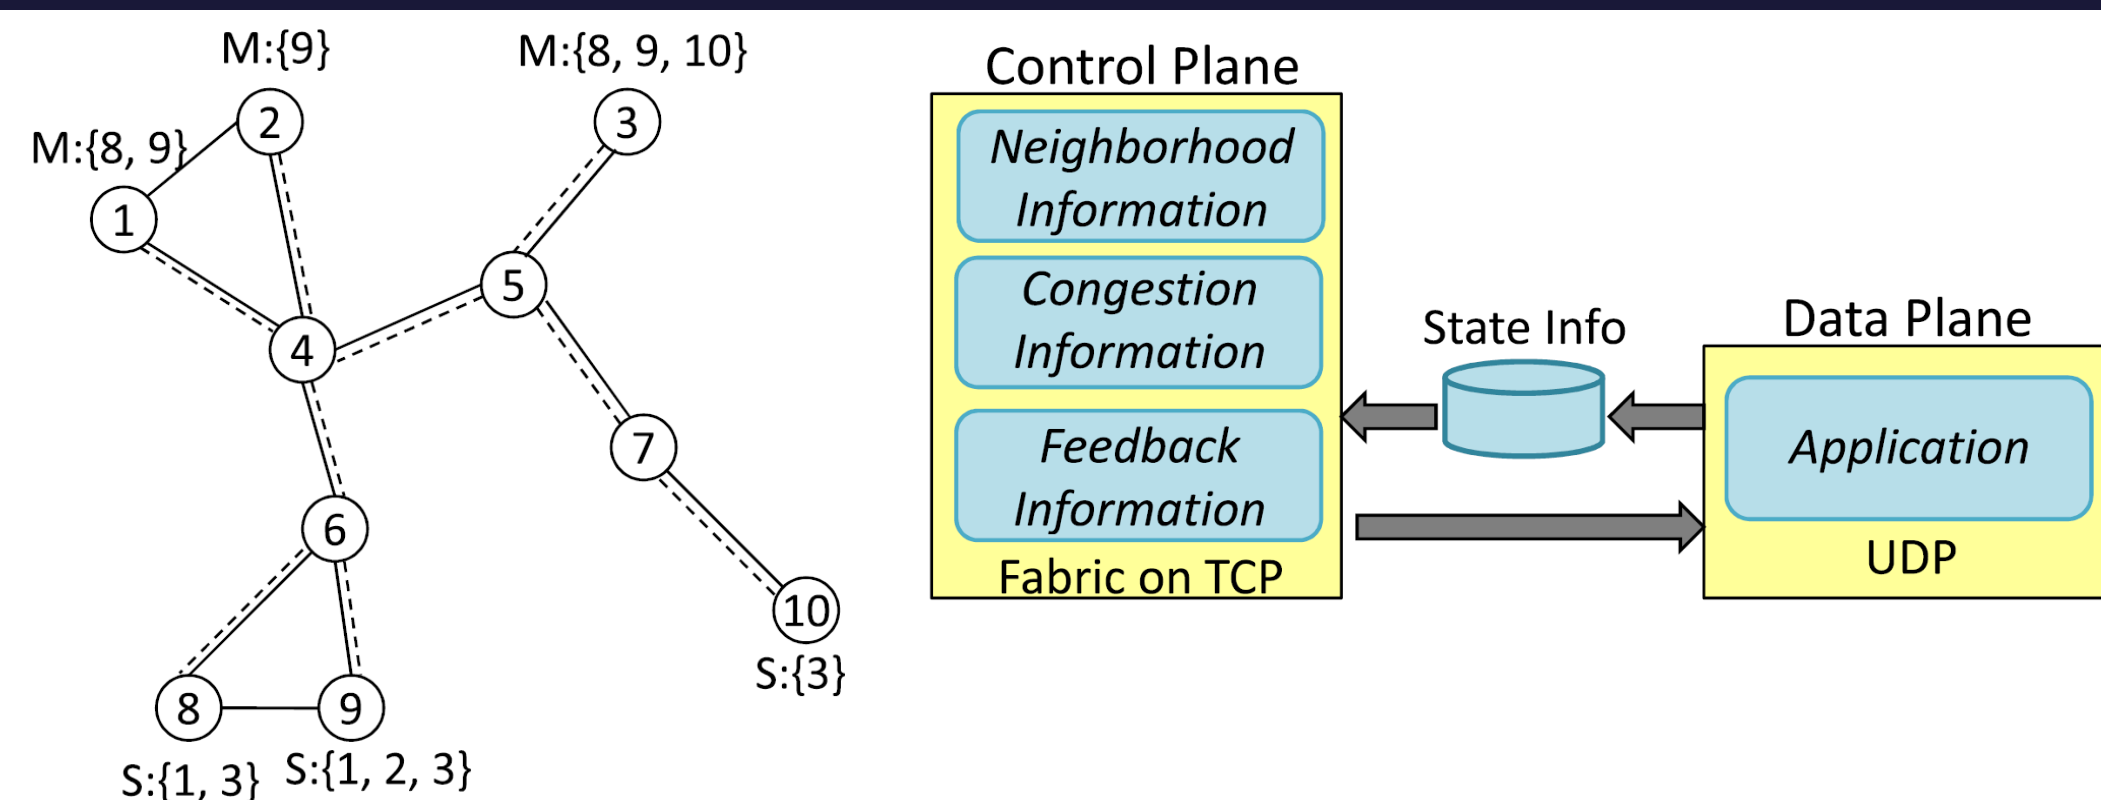 M:{9}
M:{8, 9, 10}
M:{8, 9}
2
3
1
5
4
7
6
10
S:{3}
8
9
S:{1, 3}
S:{1, 2, 3}
Control Plane
Neighborhood
Information
Congestion
Information
Feedback
Information
Fabric on TCP
State Info
Data Plane
Application
UDP